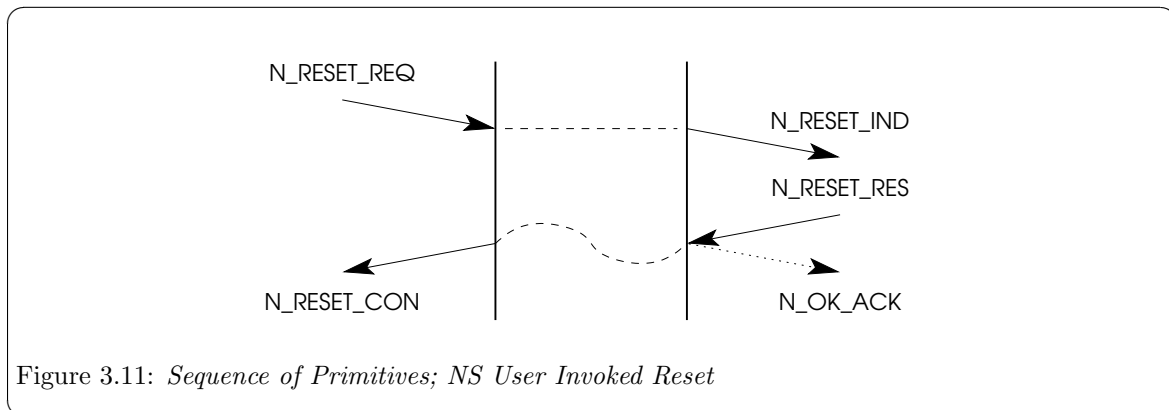 N_RESET_REQ
N_RESET_IND
N_RESET_RES
N_RESET_CON
N_OK_ACK
Figure 3.11: Sequence of Primitives; NS User Invoked Reset